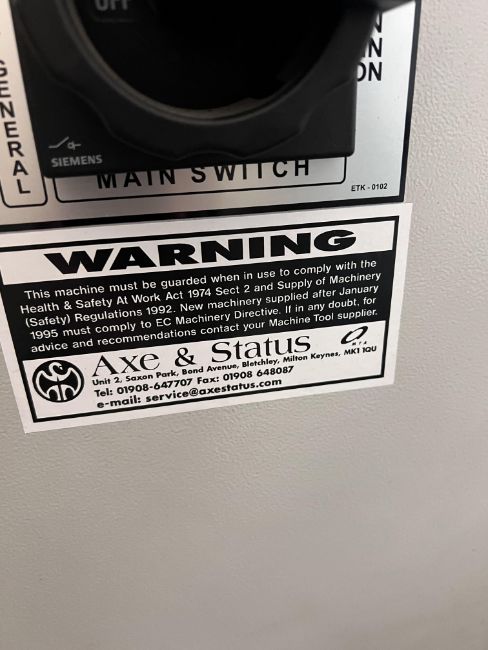 OFF
GENERAL
N
IN
ON
SIEMENS
MAIN SWITCH
ETK - 0102
WARNING
This machine must be guarded when in use to comply with the
Health & Safety At Work Act 1974 Sect 2 and Supply of Machinery
(Safety) Regulations 1992. New machinery supplied after January
1995 must comply to EC Machinery Directive. If in any doubt, for
advice and recommendations contact your Machine Tool supplier.
Axe & Status
MTA
Unit 2, Saxon Park, Bond Avenue, Bletchley, Milton Keynes, MK1 1QU
Tel: 01908-647707 Fax: 01908 648087
e-mail: service@axestatus.com